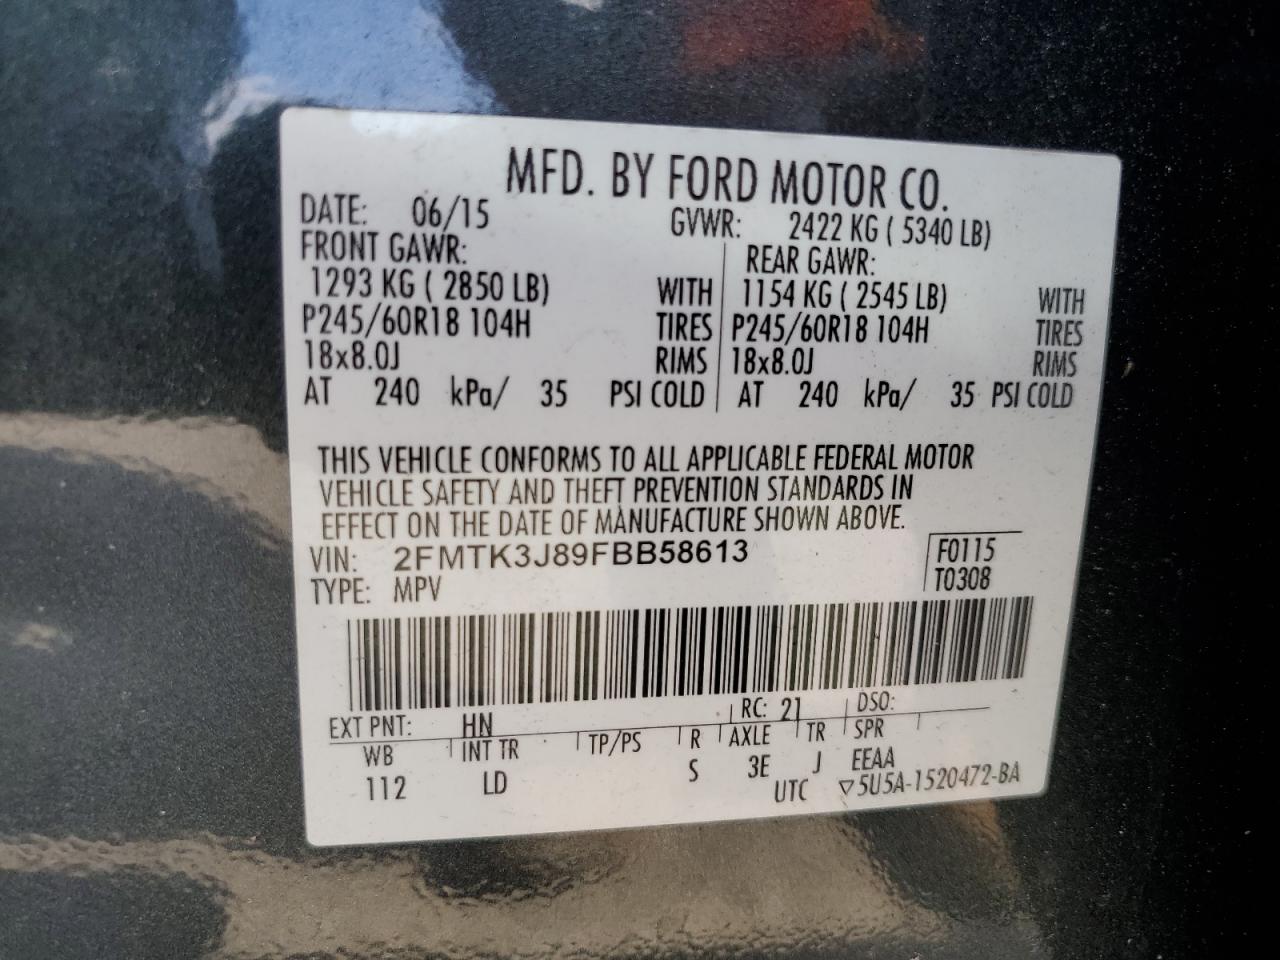 MFD. BY FORD MOTOR CO.
DATE: 06/15 GVWR: 2422 KG ( 5340 LB)
FRONT GAWR: REAR GAWR:
1293 KG ( 2850 LB) WITH 1154 KG ( 2545 LB) WITH
P245/60R18 104H TIRES P245/60R18 104H TIRES
18x8.0J RIMS 18x8.0J RIMS
AT 240 kPa/ 35 PSI COLD AT 240 kPa/ 35 PSI COLD
THIS VEHICLE CONFORMS TO ALL APPLICABLE FEDERAL MOTOR
VEHICLE SAFETY AND THEFT PREVENTION STANDARDS IN
EFFECT ON THE DATE OF MANUFACTURE SHOWN ABOVE.
VIN: 2FMTK3J89FBB58613 F0115
TYPE: MPV T0308
EXT PNT: HN RC: 21 DSO:
WB INT TR TP/PS R AXLE TR SPR
112 LD S 3E J EEAA
UTC ▽5U5A-1520472-BA